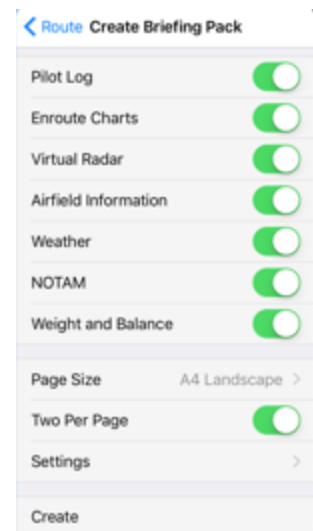 Route Create Briefing Pack
Pilot Log
Enroute Charts
Virtual Radar
Airfield Information
Weather
NOTAM
Weight and Balance
Page Size A4 Landscape
Two Per Page
Settings
Create